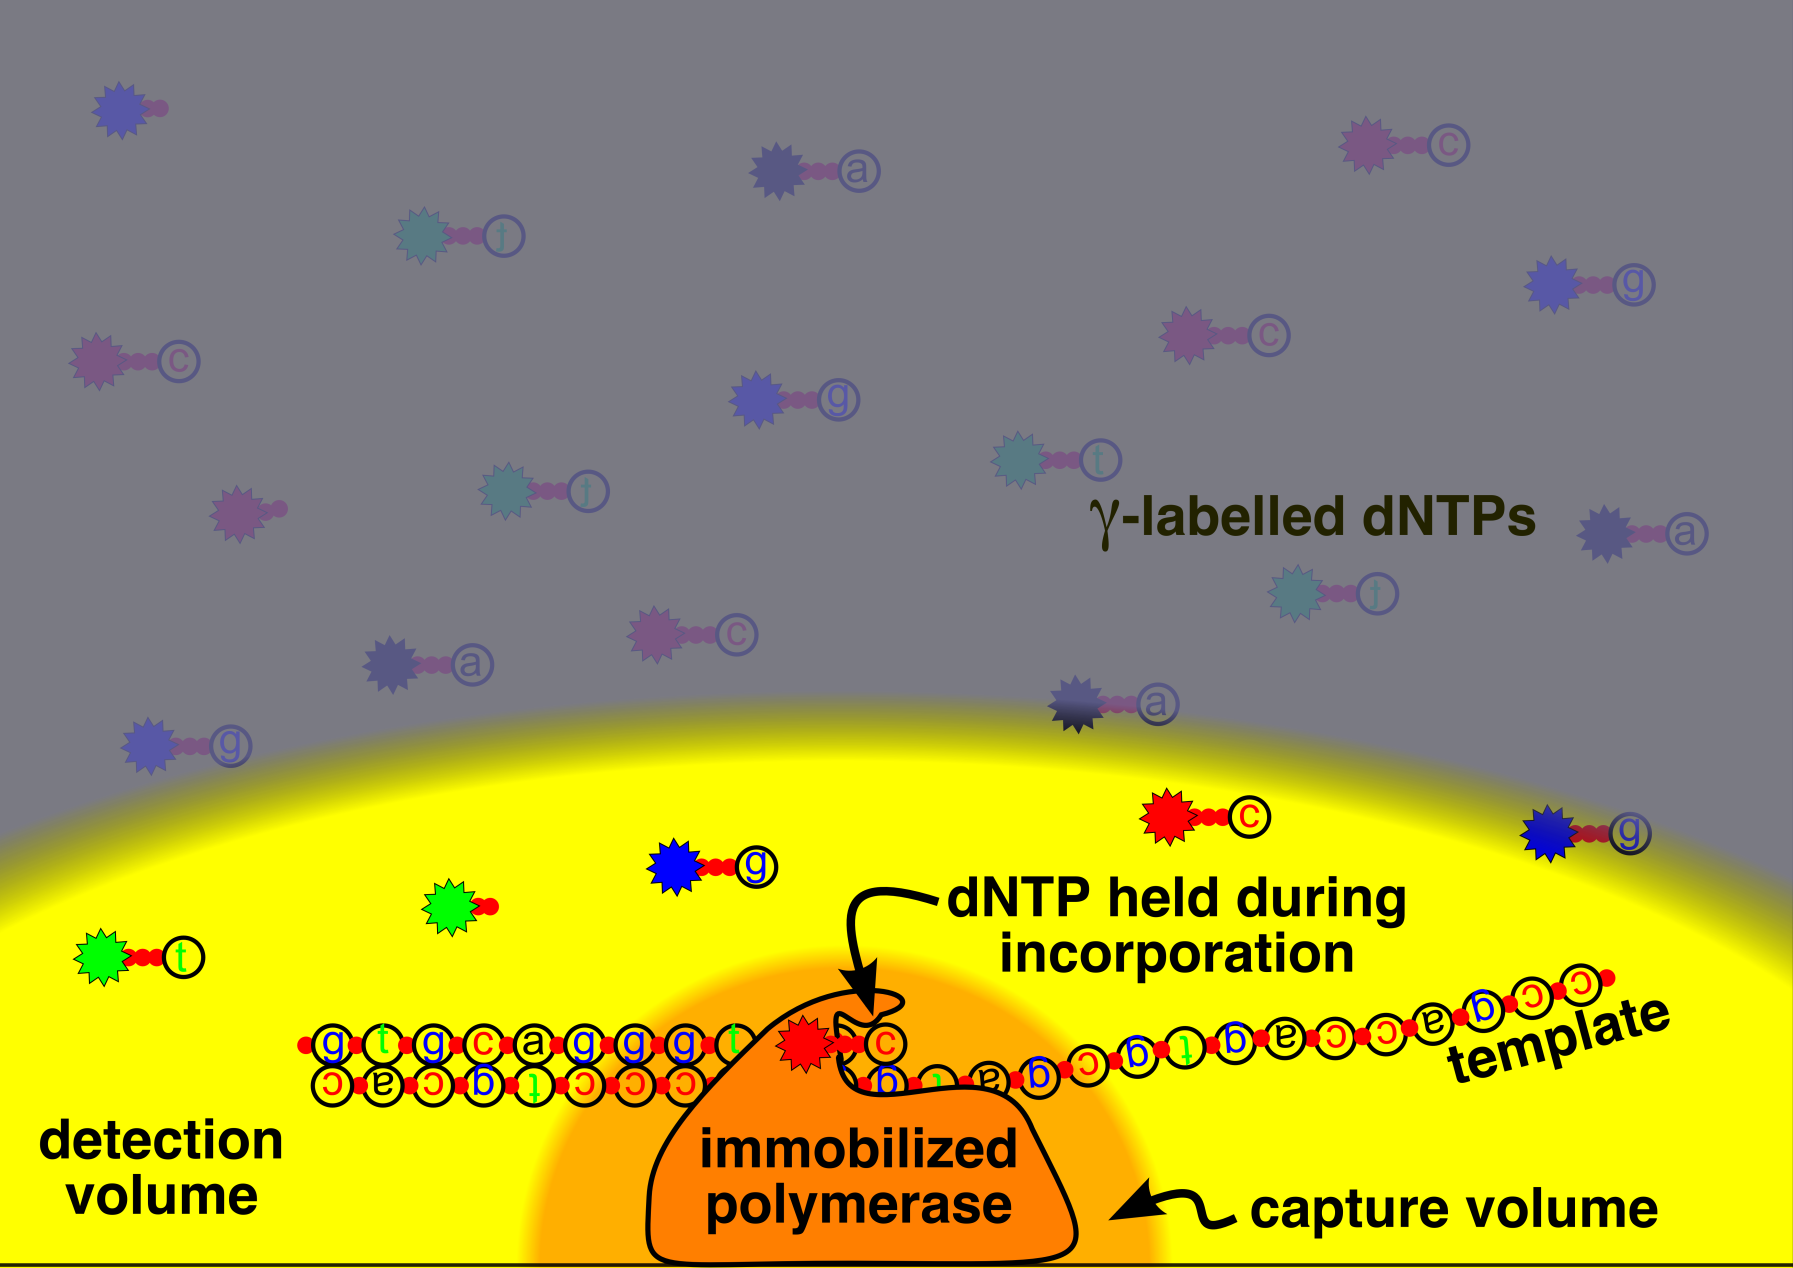 a
c
t
g
c
c
g
t
t
c
γ-labelled dNTPs
a
t
c
a
a
g
c
g
g
t
dNTP held during
incorporation
g t g c a g g g t c
c a c g t c c c g t a g c g t g a c c a g c c
template
immobilized
polymerase
detection
volume
capture volume